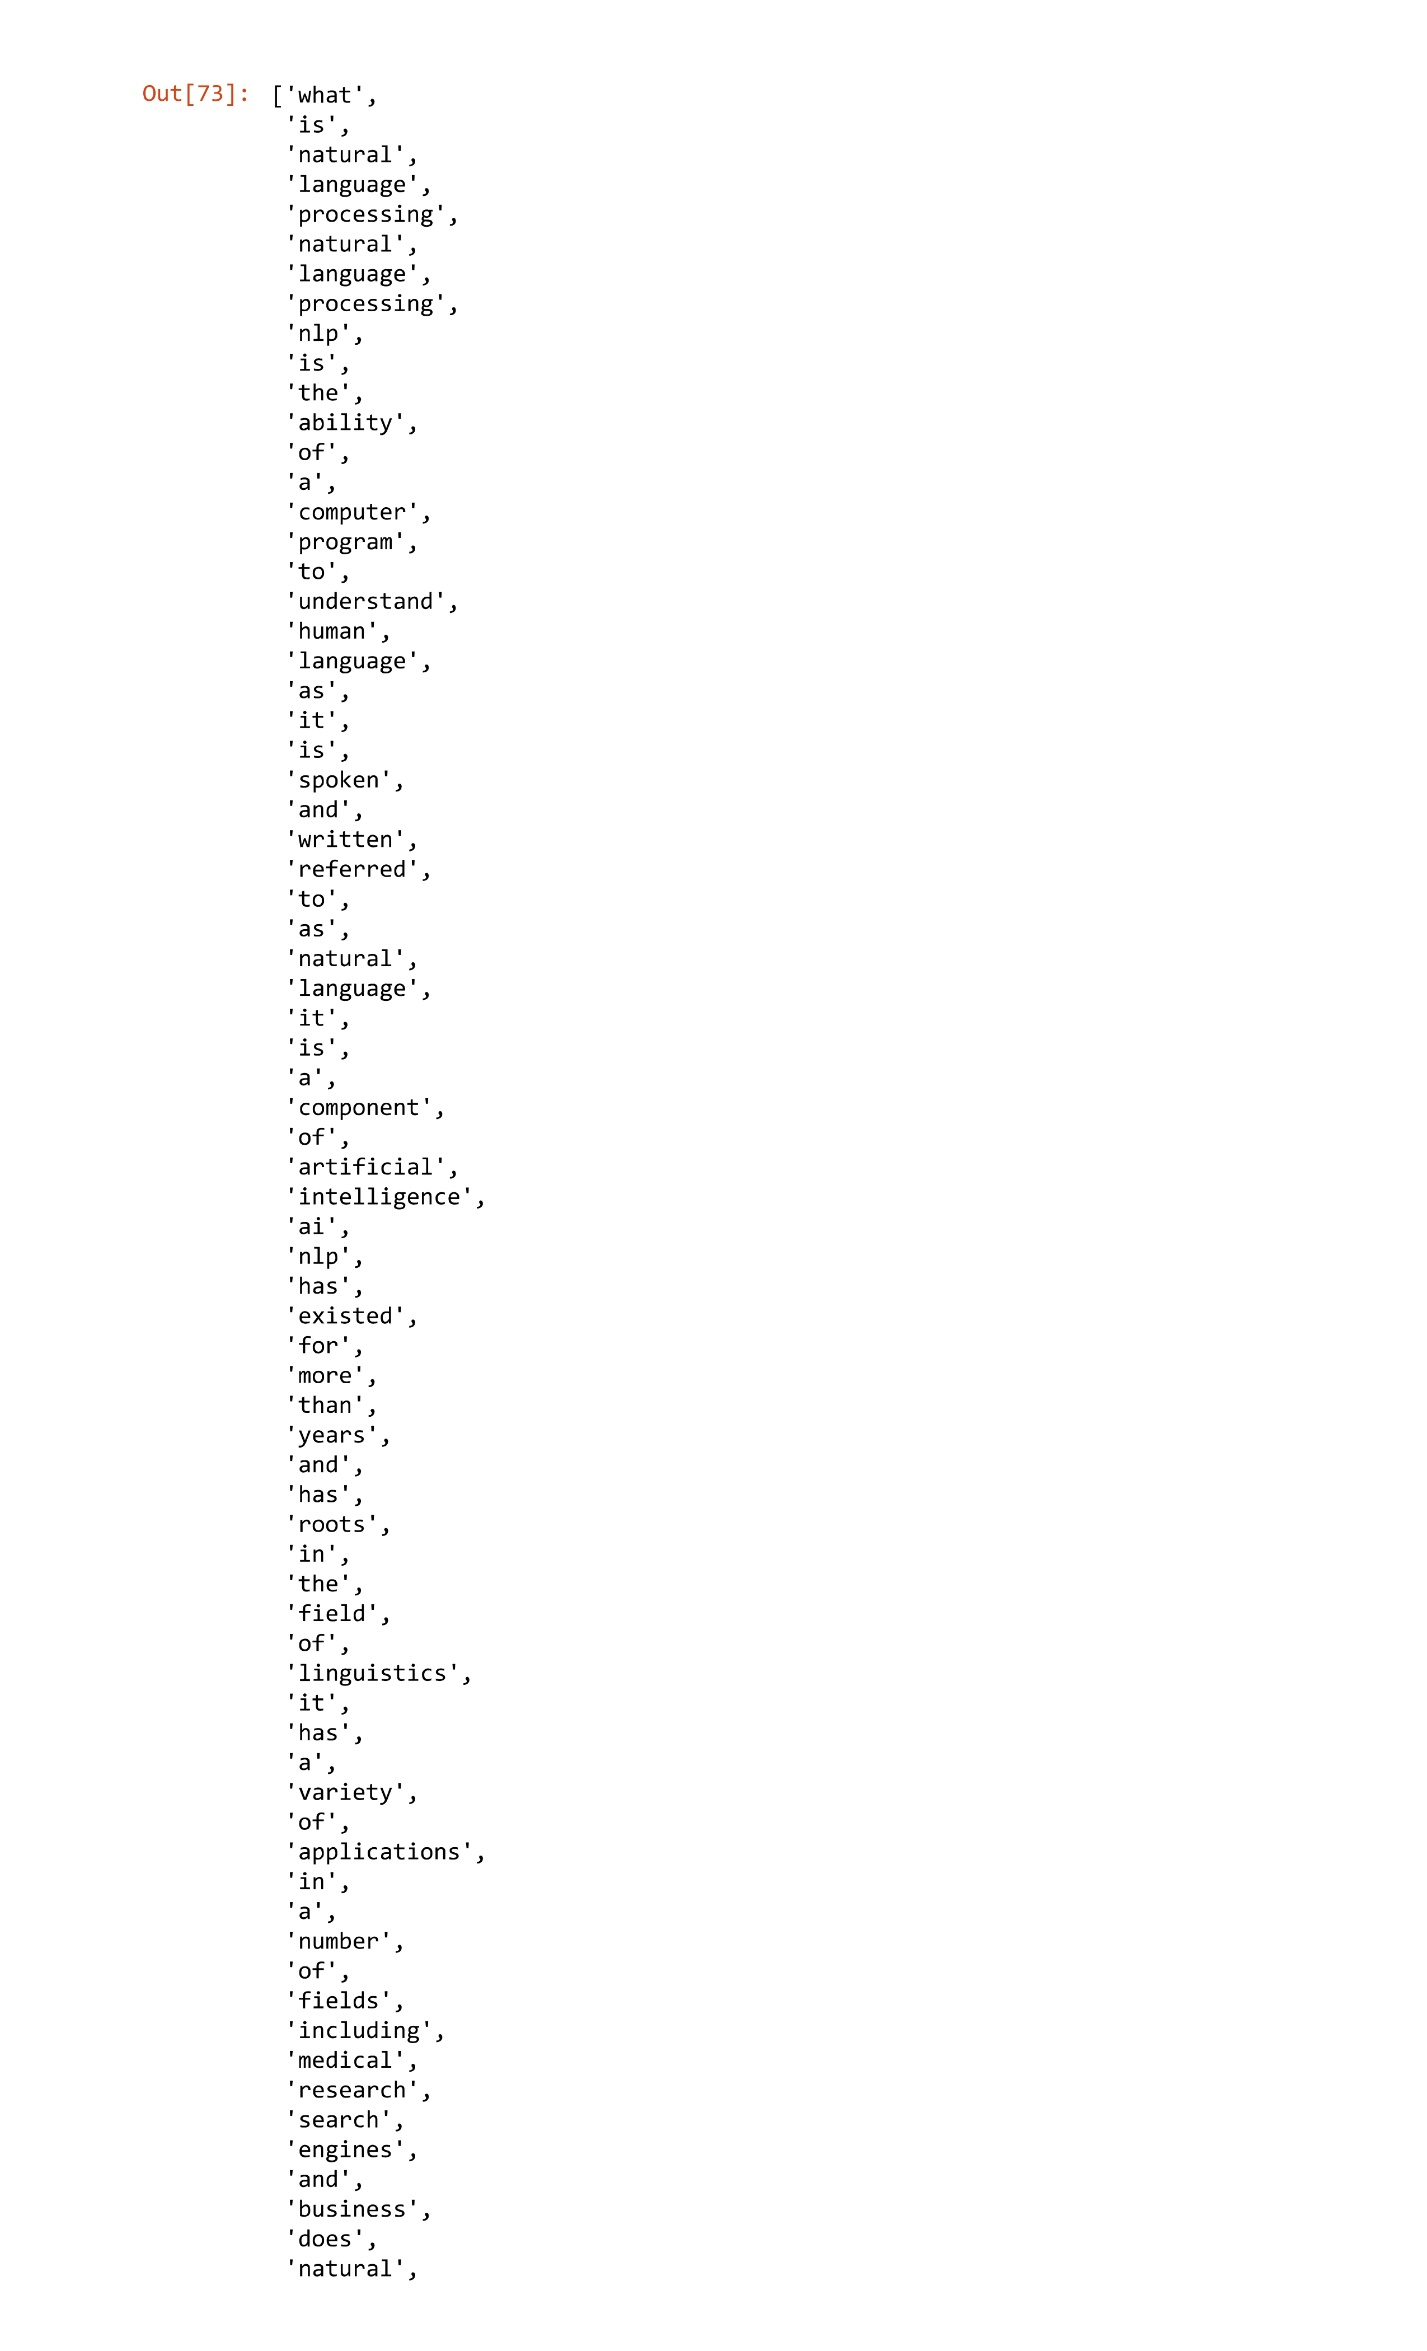 Out[73]: ['what',
'is',
'natural',
'language',
'processing',
'natural',
'language',
'processing',
'nlp',
'is',
'the',
'ability',
'of',
'a',
'computer',
'program',
'to',
'understand',
'human',
'language',
'as',
'it',
'is',
'spoken',
'and',
'written',
'referred',
'to',
'as',
'natural',
'language',
'it',
'is',
'a',
'component',
'of',
'artificial',
'intelligence',
'ai',
'nlp',
'has',
'existed',
'for',
'more',
'than',
'years',
'and',
'has',
'roots',
'in',
'the',
'field',
'of',
'linguistics',
'it',
'has',
'a',
'variety',
'of',
'applications',
'in',
'a',
'number',
'of',
'fields',
'including',
'medical',
'research',
'search',
'engines',
'and',
'business',
'does',
'natural',